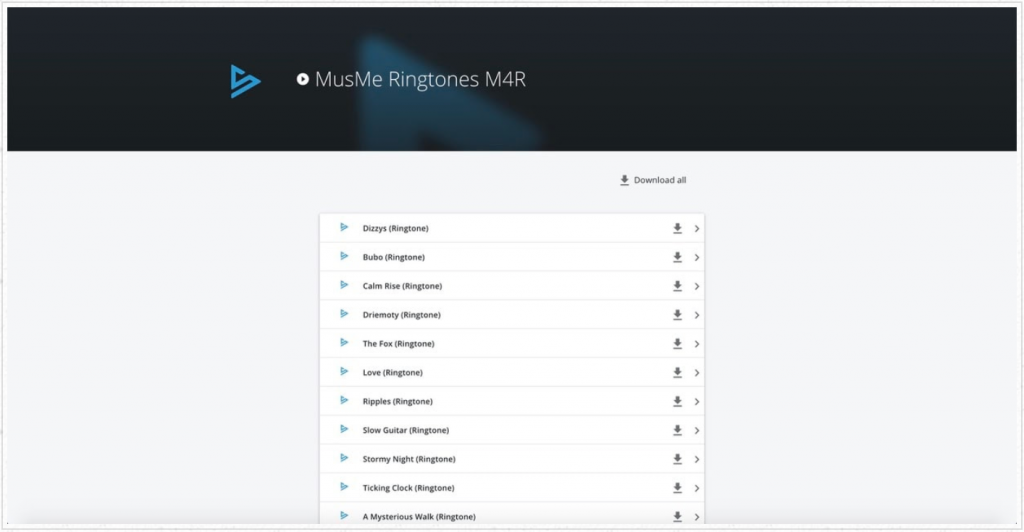 MusMe Ringtones M4R
Download all
Dizzys (Ringtone)
Bubo (Ringtone)
Calm Rise (Ringtone)
Driemoty (Ringtone)
The Fox (Ringtone)
Love (Ringtone)
Ripples (Ringtone)
Slow Guitar (Ringtone)
Stormy Night (Ringtone)
Ticking Clock (Ringtone)
A Mysterious Walk (Ringtone)